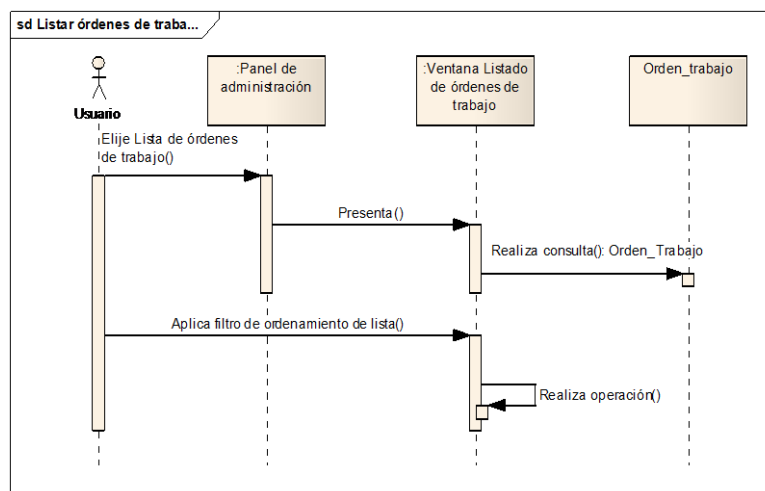 sd Listar órdenes de traba...
:Panel de
administración
:Ventana Listado
de órdenes de
trabajo
Orden_trabajo
Usuario
Elije Lista de órdenes
de trabajo()
Presenta()
Realiza consulta(): Orden_Trabajo
Aplica filtro de ordenamiento de lista()
Realiza operación()